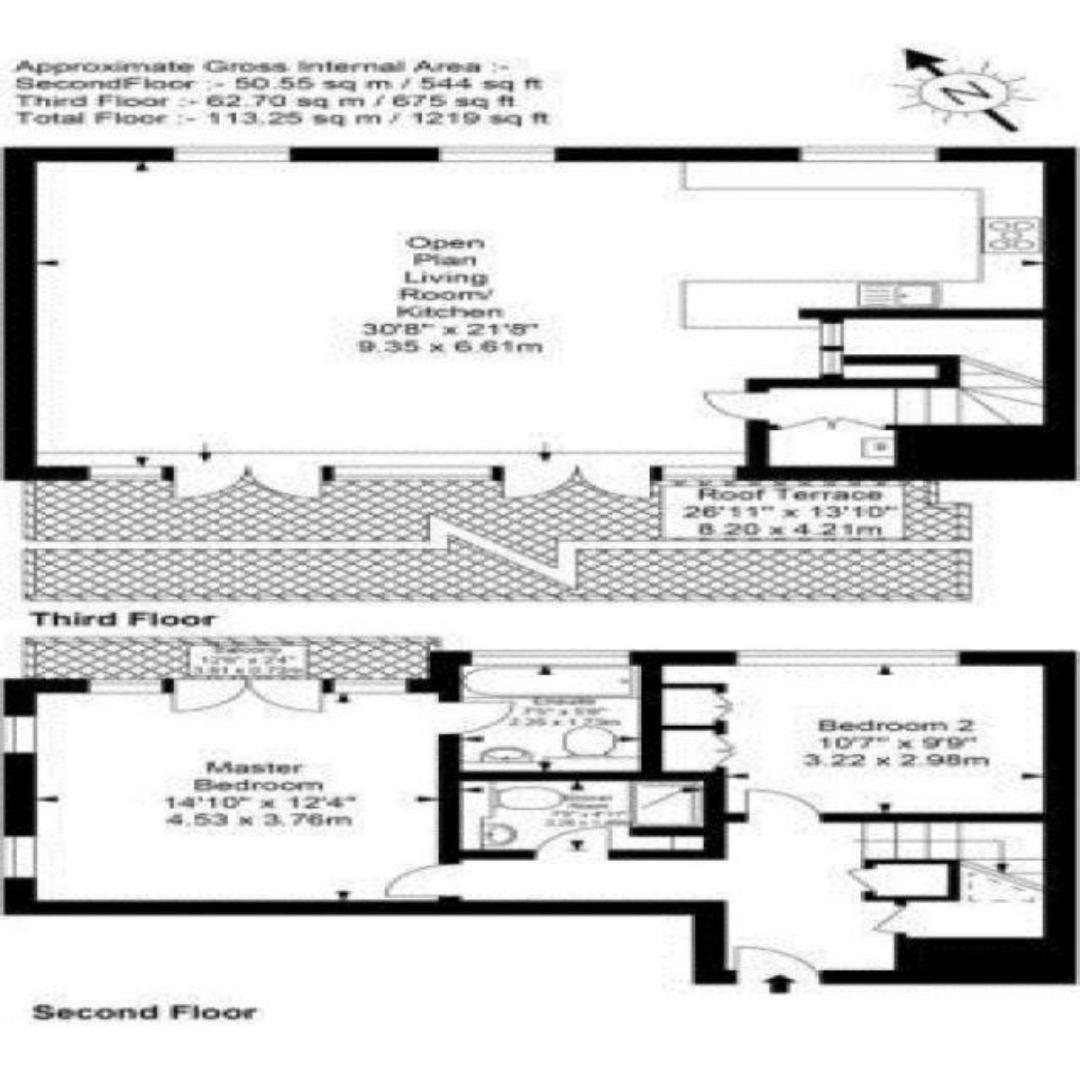 Approximate Gross Internal Area :-
SecondFloor :- 50.55 sq m / 544 sq ft
Third Floor :- 62.70 sq m / 675 sq ft
Total Floor :- 113.25 sq m / 1219 sq ft
N
Open
Plan
Living
Room/
Kitchen
30'8" x 21'8"
9.35 x 6.61m
Roof Terrace
26'11" x 13'10"
8.20 x 4.21m
Third Floor
Balcony
Ensuite
2.26 x 1.73m
Bedroom 2
10'7" x 9'9"
3.22 x 2.98m
Master
Bedroom
14'10" x 12'4"
4.53 x 3.76m
Shower
Room
Second Floor